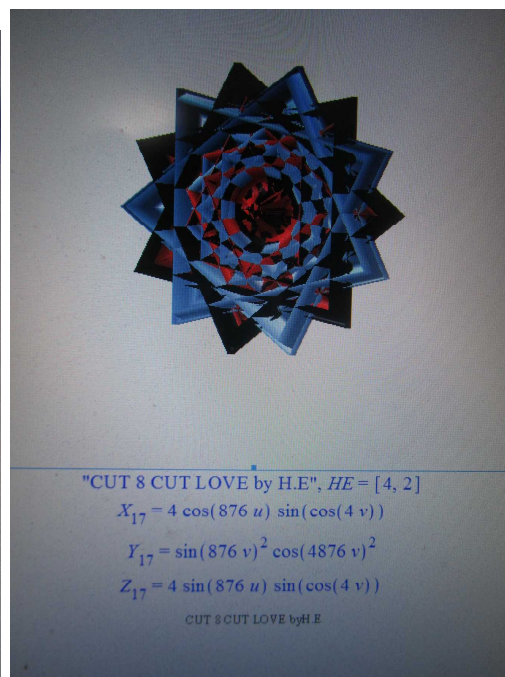 "CUT 8 CUT LOVE by H.E", HE = [4, 2]
X₁₇ = 4 cos(876 u) sin(cos(4 v))
Y₁₇ = sin(876 v)² cos(4876 v)²
Z₁₇ = 4 sin(876 u) sin(cos(4 v))
CUT 8 CUT LOVE byH.E